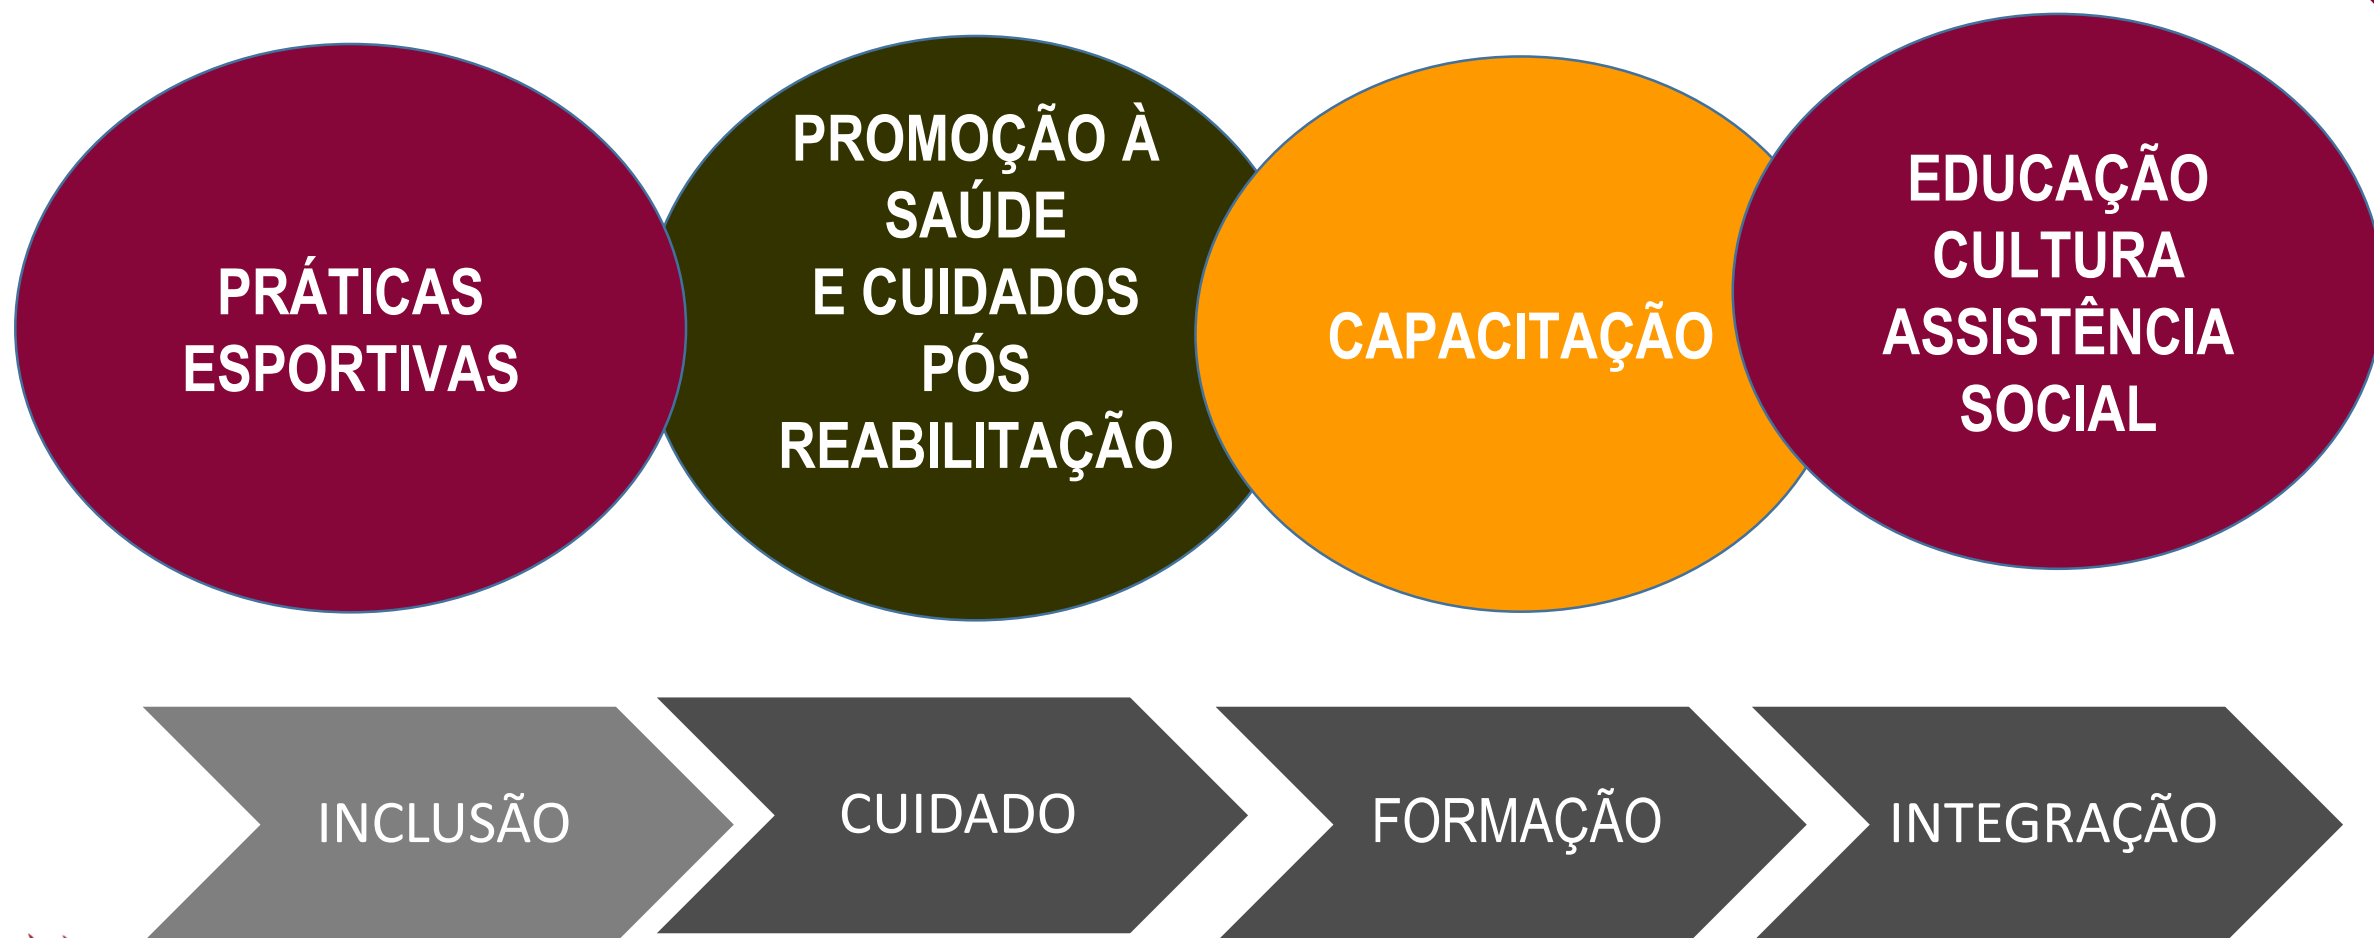 PRÁTICAS
ESPORTIVAS
PROMOÇÃO À
SAÚDE
E CUIDADOS
PÓS
REABILITAÇÃO
CAPACITAÇÃO
EDUCAÇÃO
CULTURA
ASSISTÊNCIA
SOCIAL
INCLUSÃO
CUIDADO
FORMAÇÃO
INTEGRAÇÃO